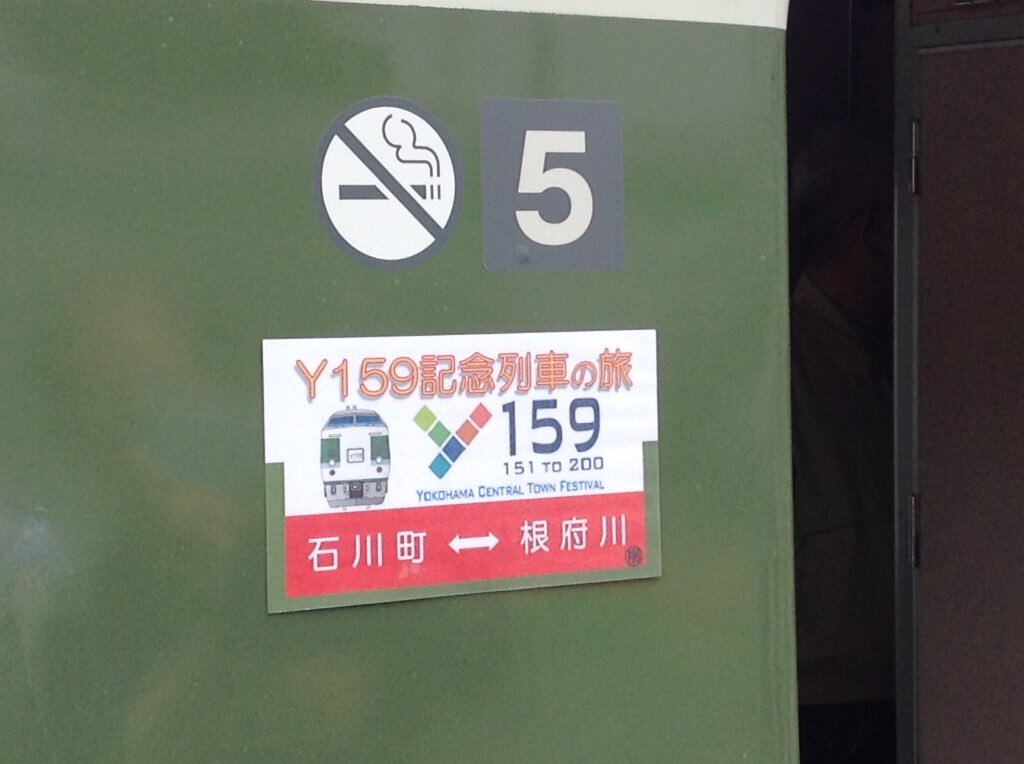 5
Y159記念列車の旅
159
151 TO 200
YOKOHAMA CENTRAL TOWN FESTIVAL
石川町 ↔ 根府川